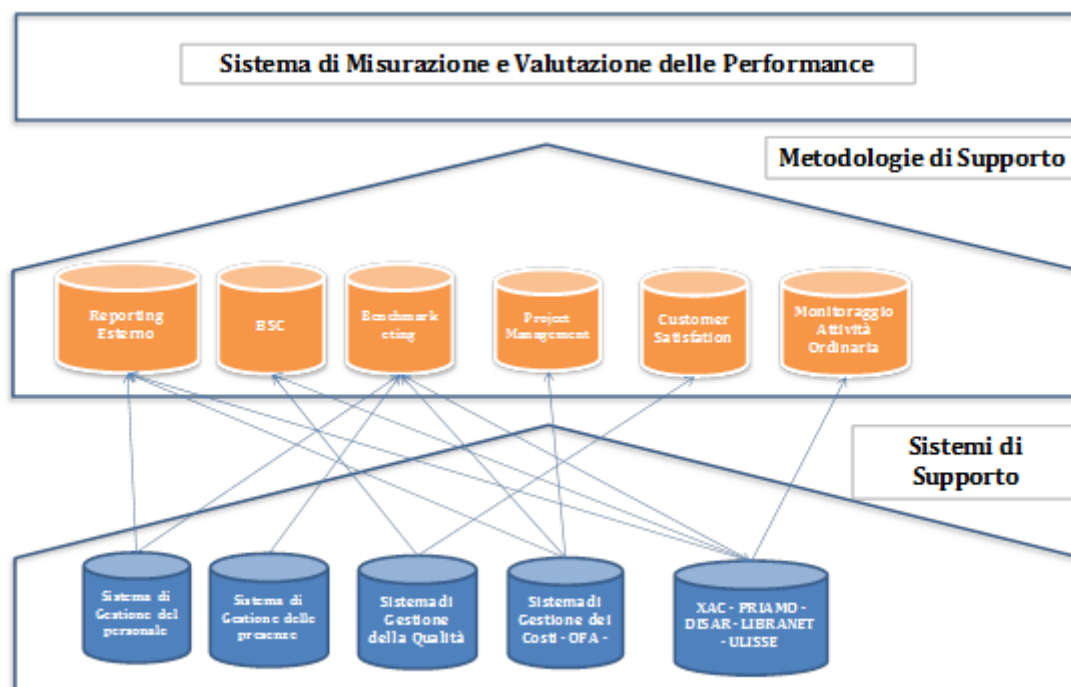 Sistema di Misurazione e Valutazione delle Performance
Metodologie di Supporto
Reporting
Esterno
BSC
Benchmark
eting
Project
Management
Customer
Satisfation
Monitoraggio
Attività
Ordinaria
Sistemi di
Supporto
Sistema di
Gestione del
personale
Sistema di
Gestione delle
presenze
Sistema di
Gestione
della Qualità
Sistema di
Gestione dei
Costi - OFA -
XAC - PRIAMO -
DISAR - LIBRANET
- ULISSE